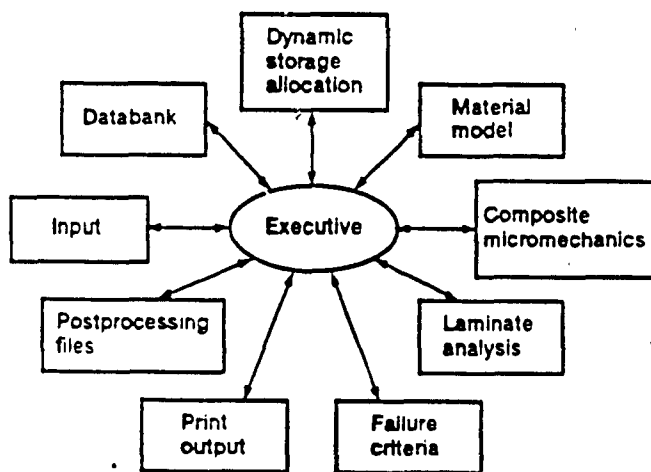 Dynamic
storage
allocation
Databank
Material
model
Input
Executive
Composite
micromechanics
Postprocessing
files
Laminate
analysis
Print
output
Failure
criteria